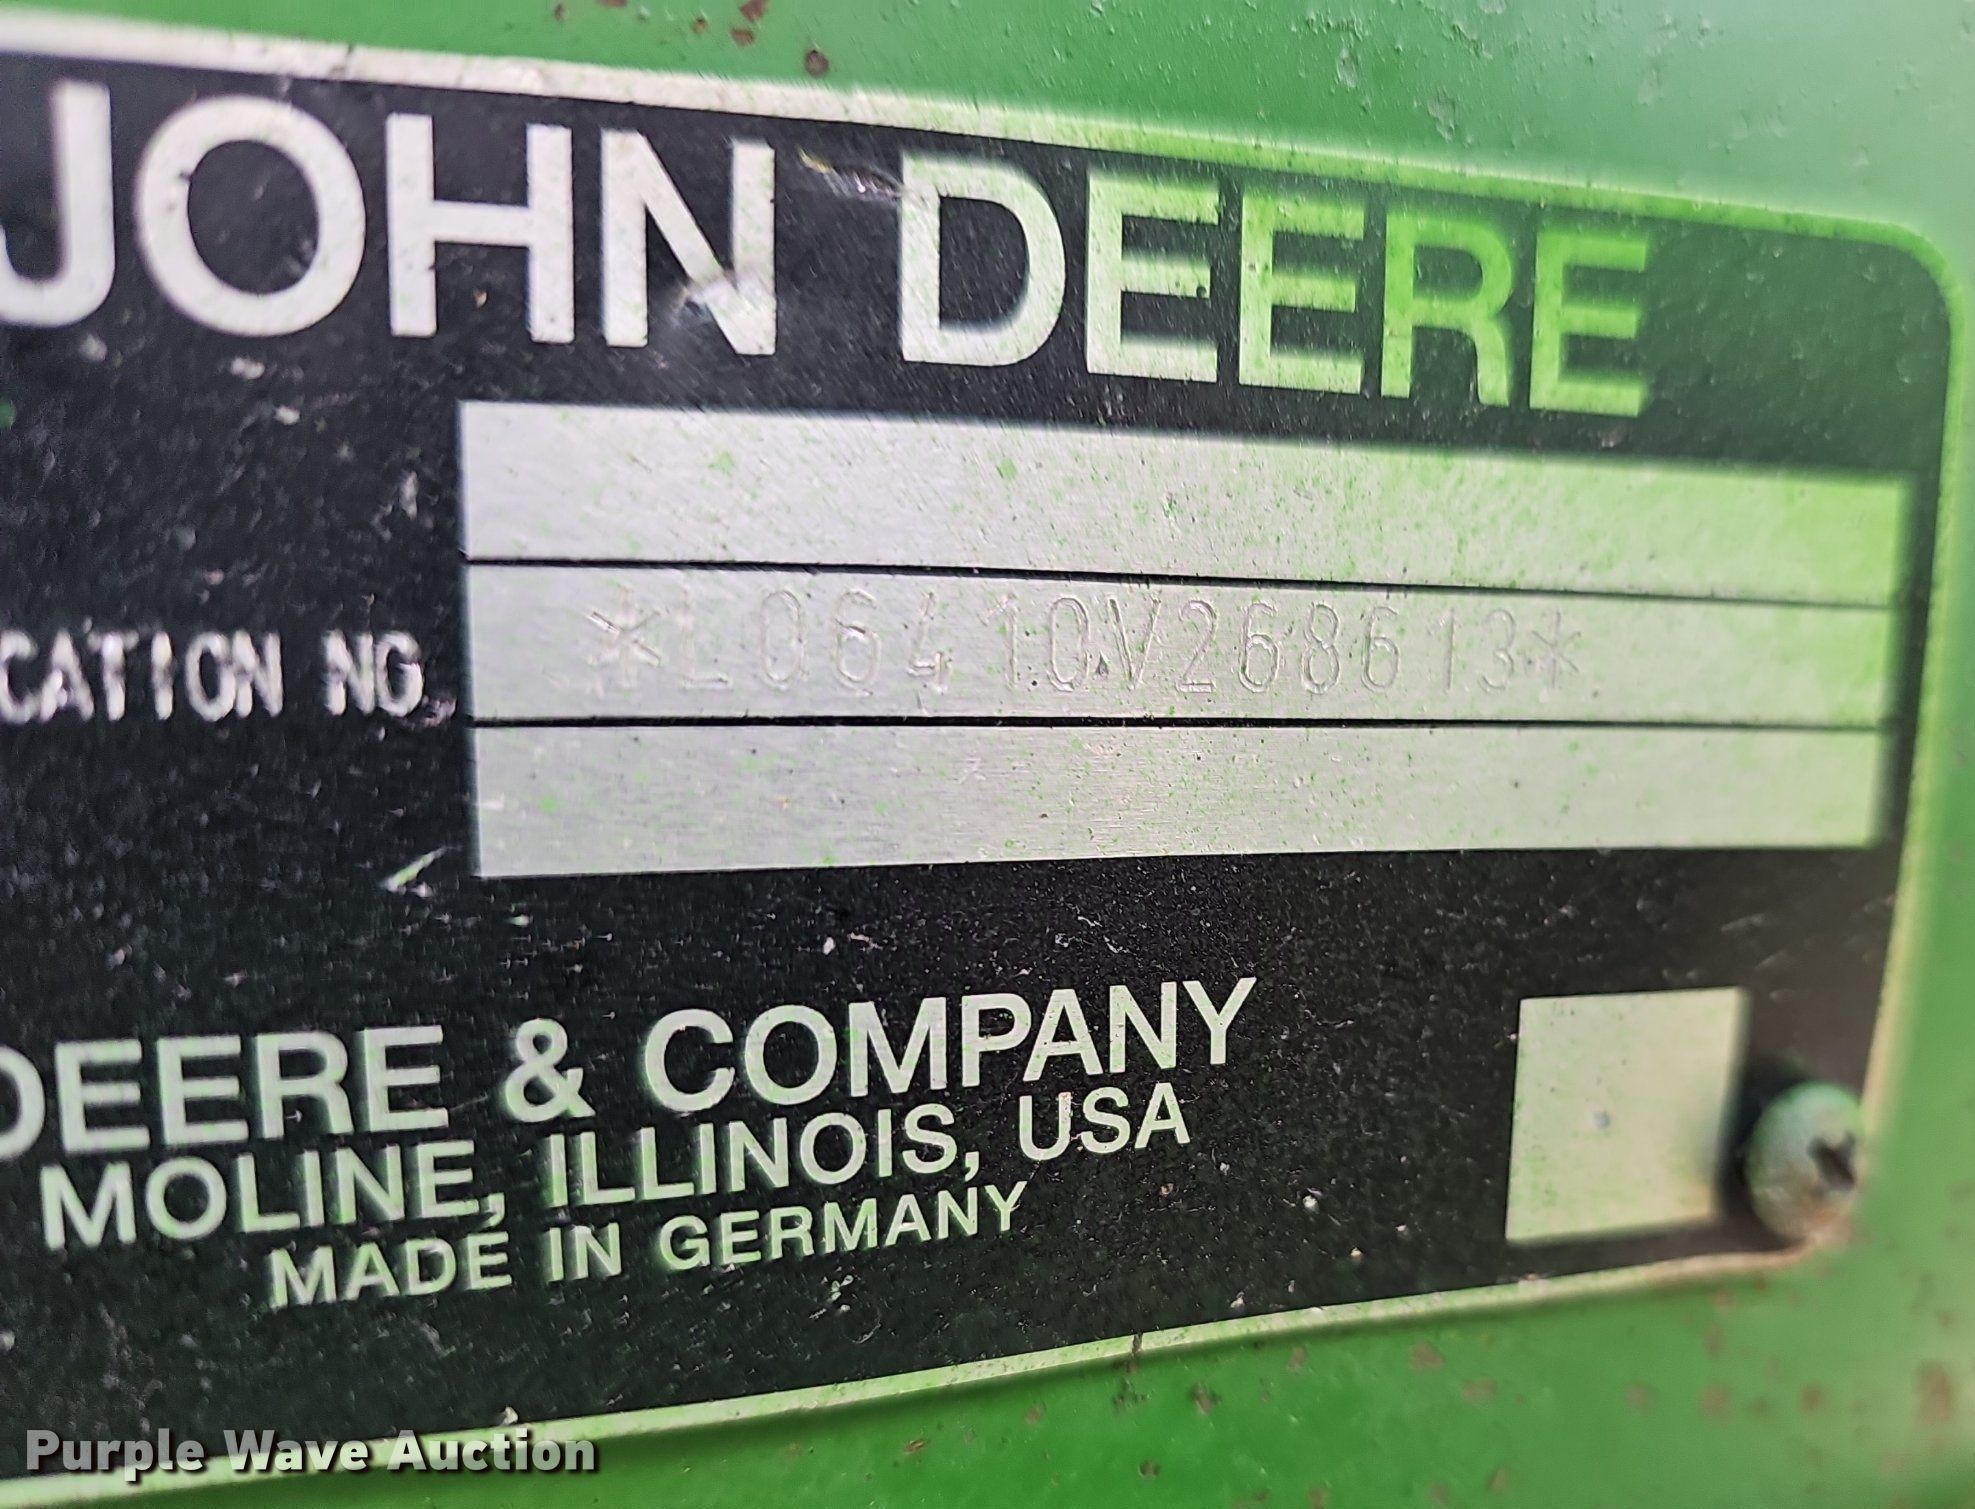 JOHN DEERE
CATION NO.
*L06410V268613*
DEERE & COMPANY
MOLINE, ILLINOIS, USA
MADE IN GERMANY
Purple Wave Auction